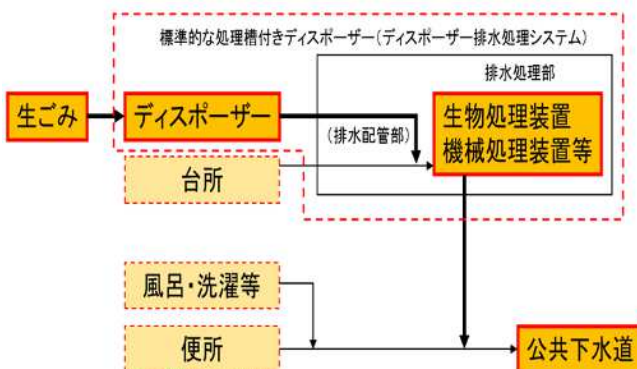 標準的な処理槽付きディスポーザー(ディスポーザー排水処理システム)
排水処理部
生ごみ
ディスポーザー
生物処理装置
機械処理装置等
(排水配管部)
台所
風呂・洗濯等
便所
公共下水道